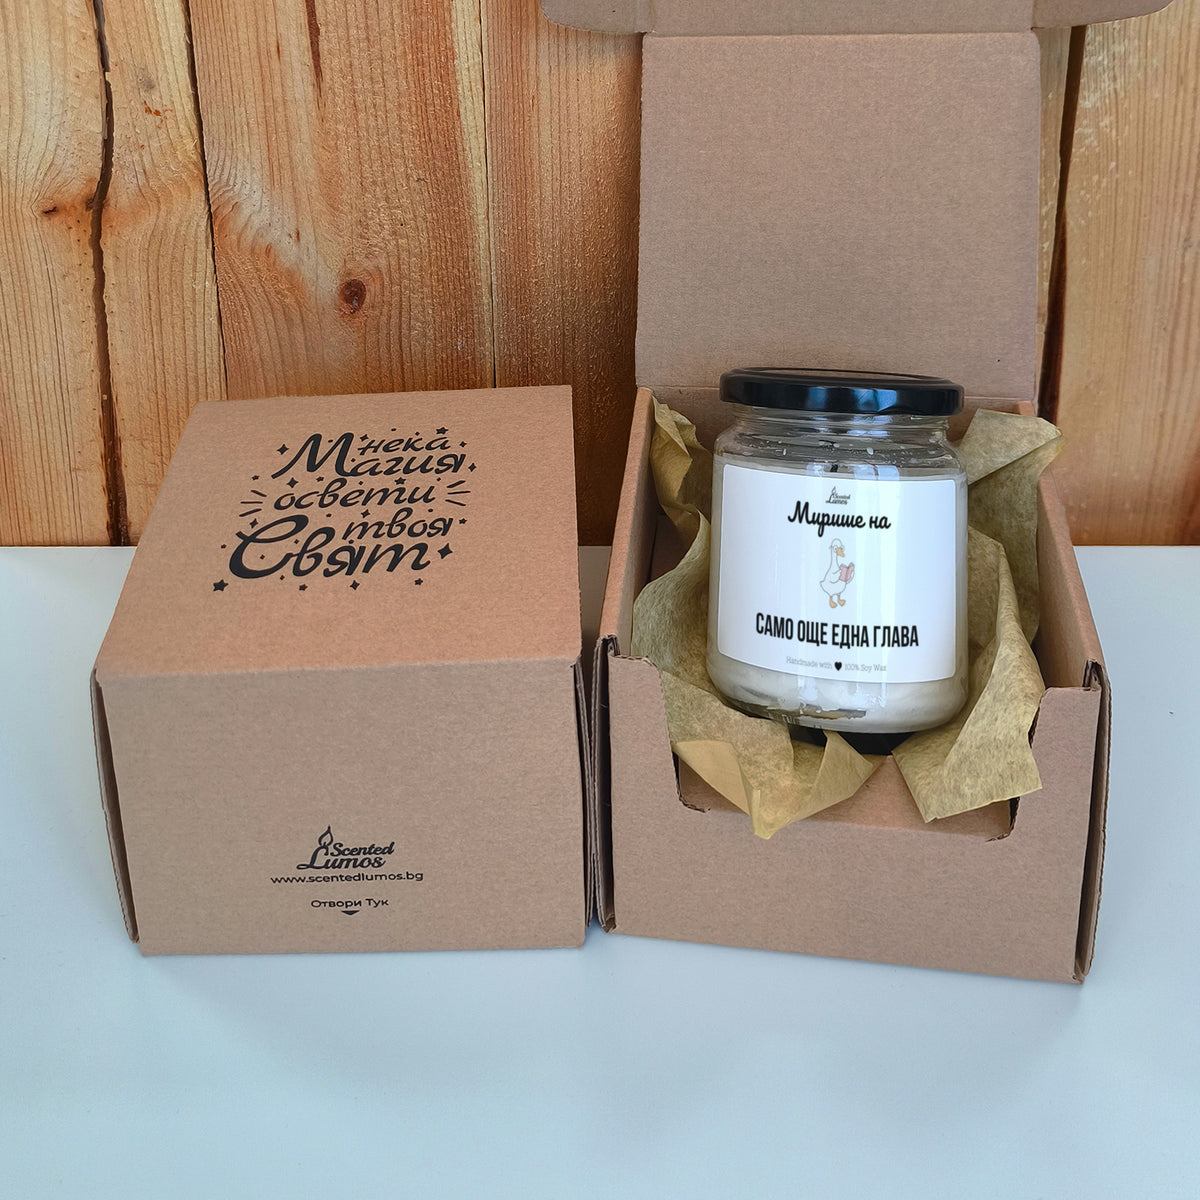 нека
Магия
освети
твоя
Свят
Scented
Lumos
www.scentedlumos.bg
Отвори Тук
Scented
Lumos
Мирише на
САМО ОЩЕ ЕДНА ГЛАВА
Handmade with 100% Soy Wax